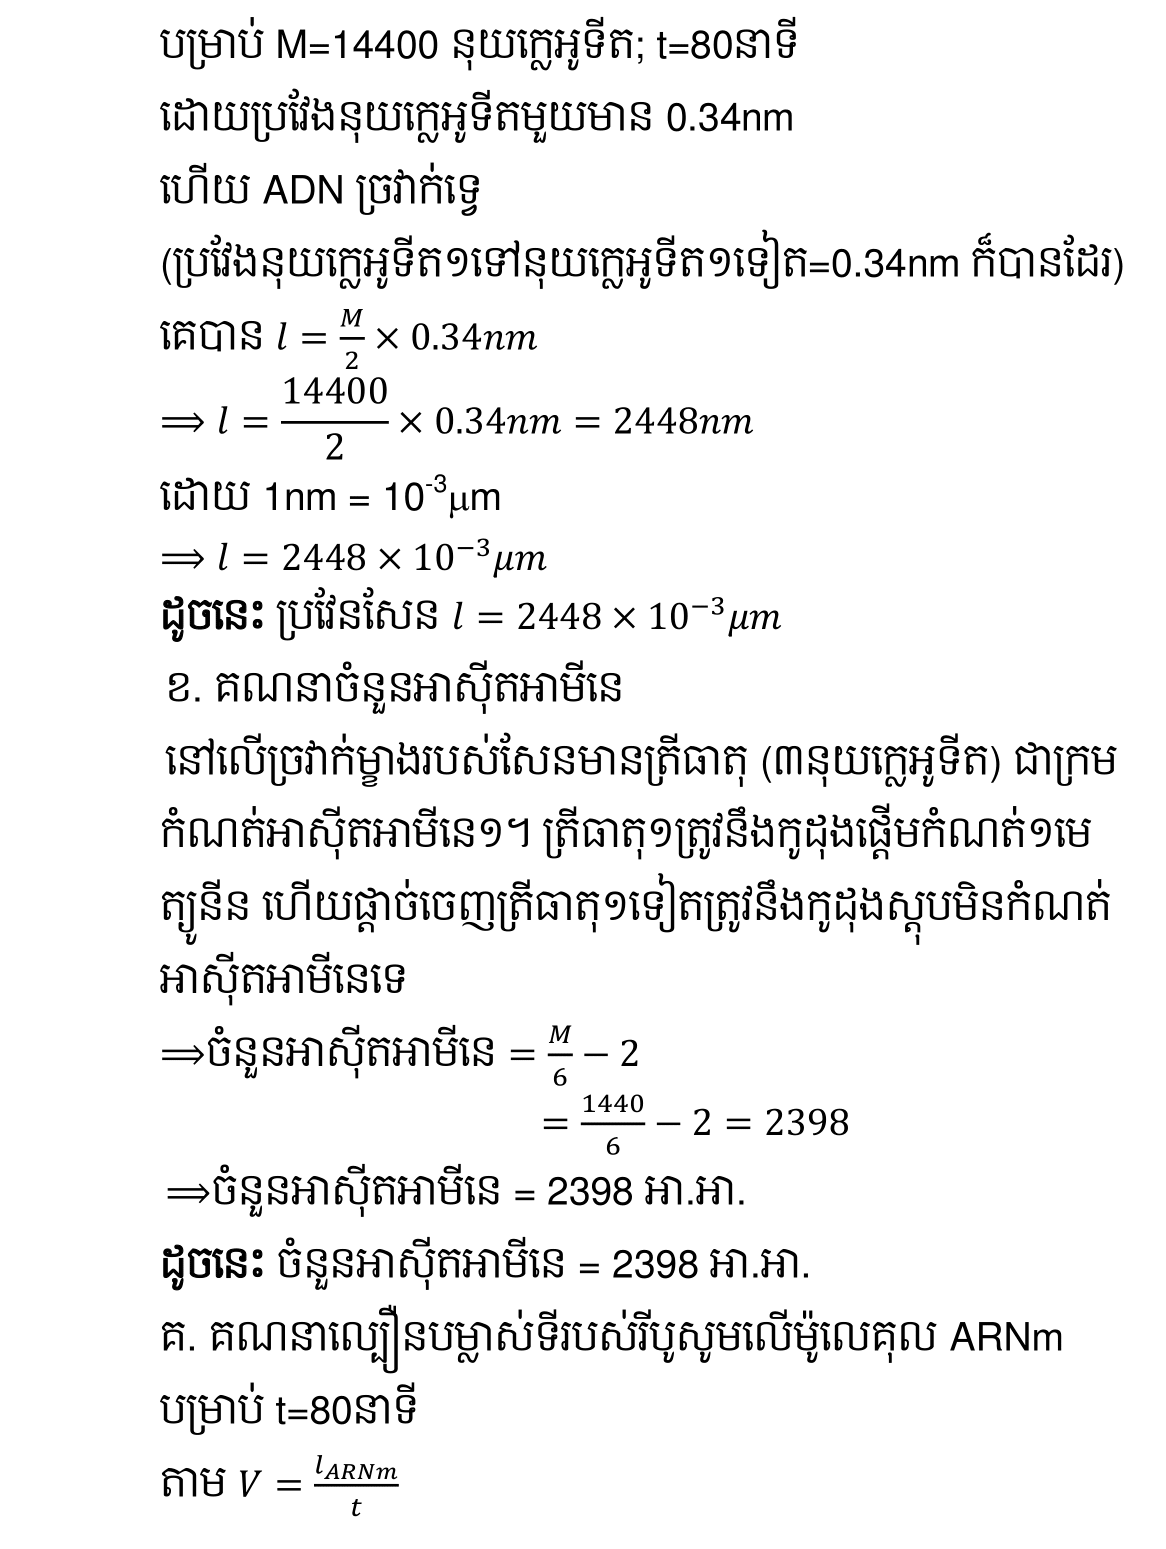 បម្រាប់ M=14400 នុយក្លេអូទីត; t=80នាទី
ដោយប្រវែងនុយក្លេអូទីតមួយមាន 0.34nm
ហើយ ADN ច្រវាក់ទ្វេ
(ប្រវែងនុយក្លេអូទីត១ទៅនុយក្លេអូទីត១ទៀត=0.34nm ក៏បានដែរ)
គេបាន $l = \frac{M}{2} \times 0.34nm$
$\Longrightarrow l = \frac{14400}{2} \times 0.34nm = 2448nm$
ដោយ 1nm = 10⁻³μm
$\Longrightarrow l = 2448 \times 10^{-3}μm$
ដូចនេះ ប្រវែនសែន $l = 2448 \times 10^{-3}μm$
ខ. គណនាចំនួនអាស៊ីតអាមីនេ
នៅលើច្រវាក់ម្ខាងរបស់សែនមានត្រីធាតុ (៣នុយក្លេអូទីត) ជាក្រម
កំណត់អាស៊ីតអាមីនេ១។ ត្រីធាតុ១ត្រូវនឹងកូដុងផ្តើមកំណត់១មេ
ត្យូនីន ហើយផ្តាច់ចេញត្រីធាតុ១ទៀតត្រូវនឹងកូដុងស្តុបមិនកំណត់
អាស៊ីតអាមីនេទេ
$\Longrightarrow$ចំនួនអាស៊ីតអាមីនេ $= \frac{M}{6} - 2$
$= \frac{1440}{6} - 2 = 2398$
$\Longrightarrow$ចំនួនអាស៊ីតអាមីនេ = 2398 អា.អា.
ដូចនេះ ចំនួនអាស៊ីតអាមីនេ = 2398 អា.អា.
គ. គណនាល្បឿនបម្លាស់ទីរបស់រីបូសូមលើម៉ូលេគុល ARNm
បម្រាប់ t=80នាទី
តាម $V = \frac{l_{ARNm}}{t}$